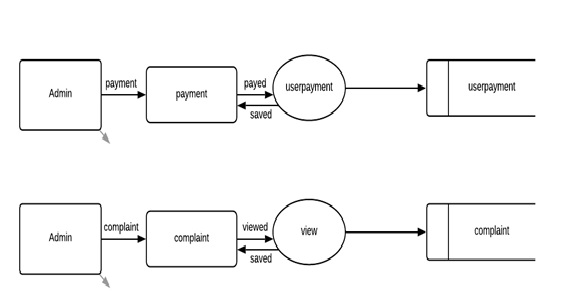 Admin
payment
payment
payed
saved
userpayment
userpayment
Admin
complaint
complaint
viewed
saved
view
complaint